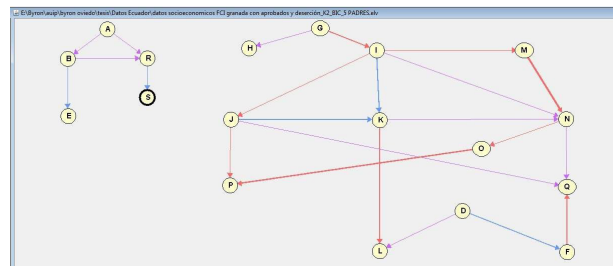 E:\Byron\auip\byron oviedo\tesis\Datos Ecuador\datos socioeconomicos FCI granada con aprobados y deserción_K2_BIC_5 PADRES.elv
A
G
H
I
M
B
R
S
E
J
K
N
O
P
Q
D
L
F